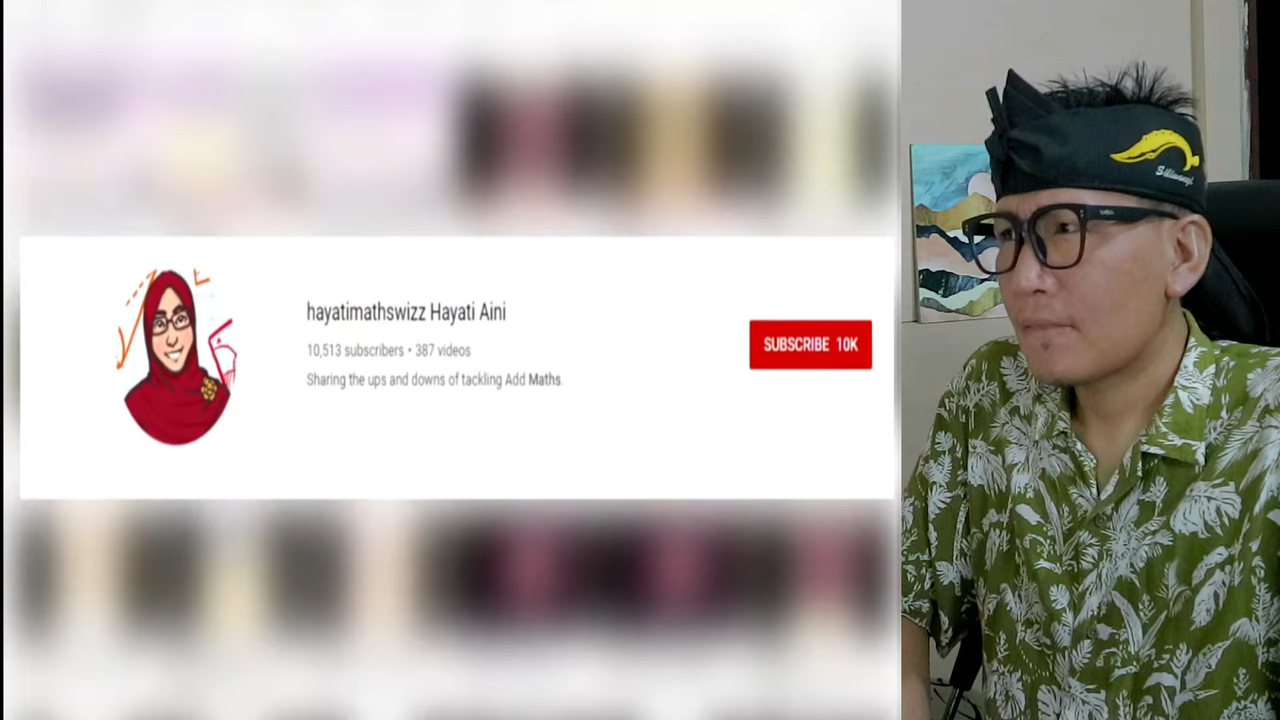 hayatimathswizz Hayati Aini
10,513 subscribers • 387 videos
SUBSCRIBE 10K
Sharing the ups and downs of tackling Add Maths.
Siliwangi